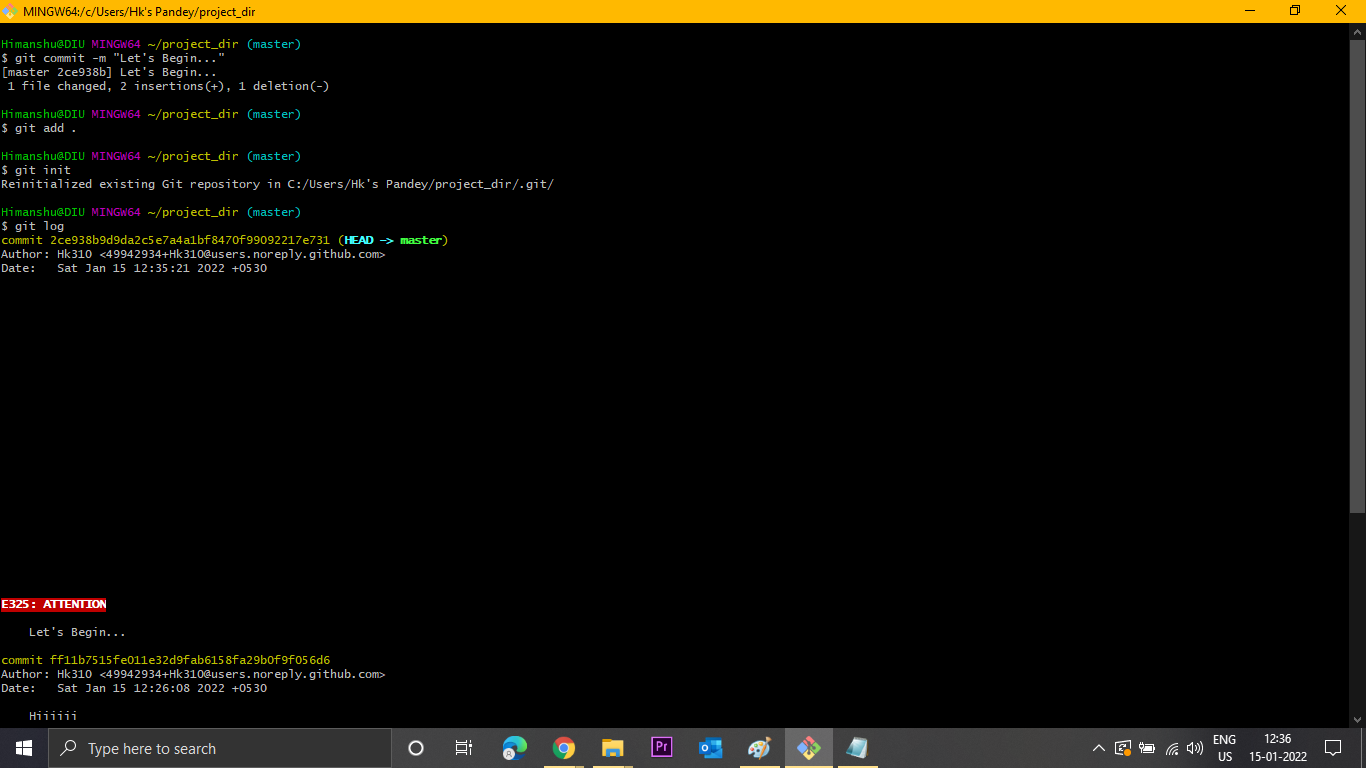 MINGW64:/c/Users/Hk's Pandey/project_dir
Himanshu@DIU MINGW64 ~/project_dir (master)
$ git commit -m "Let's Begin..."
[master 2ce938b] Let's Begin...
 1 file changed, 2 insertions(+), 1 deletion(-)
Himanshu@DIU MINGW64 ~/project_dir (master)
$ git add .
Himanshu@DIU MINGW64 ~/project_dir (master)
$ git init
Reinitialized existing Git repository in C:/Users/Hk's Pandey/project_dir/.git/
Himanshu@DIU MINGW64 ~/project_dir (master)
$ git log
commit 2ce938b9d9da2c5e7a4a1bf8470f99092217e731 (HEAD -> master)
Author: Hk310 <49942934+Hk310@users.noreply.github.com>
Date:   Sat Jan 15 12:35:21 2022 +0530
E325: ATTENTION
    Let's Begin...
commit ff11b7515fe011e32d9fab6158fa29b0f9f056d6
Author: Hk310 <49942934+Hk310@users.noreply.github.com>
Date:   Sat Jan 15 12:26:08 2022 +0530
    Hiiiiii
Type here to search
Pr
ENG
US
12:36
15-01-2022